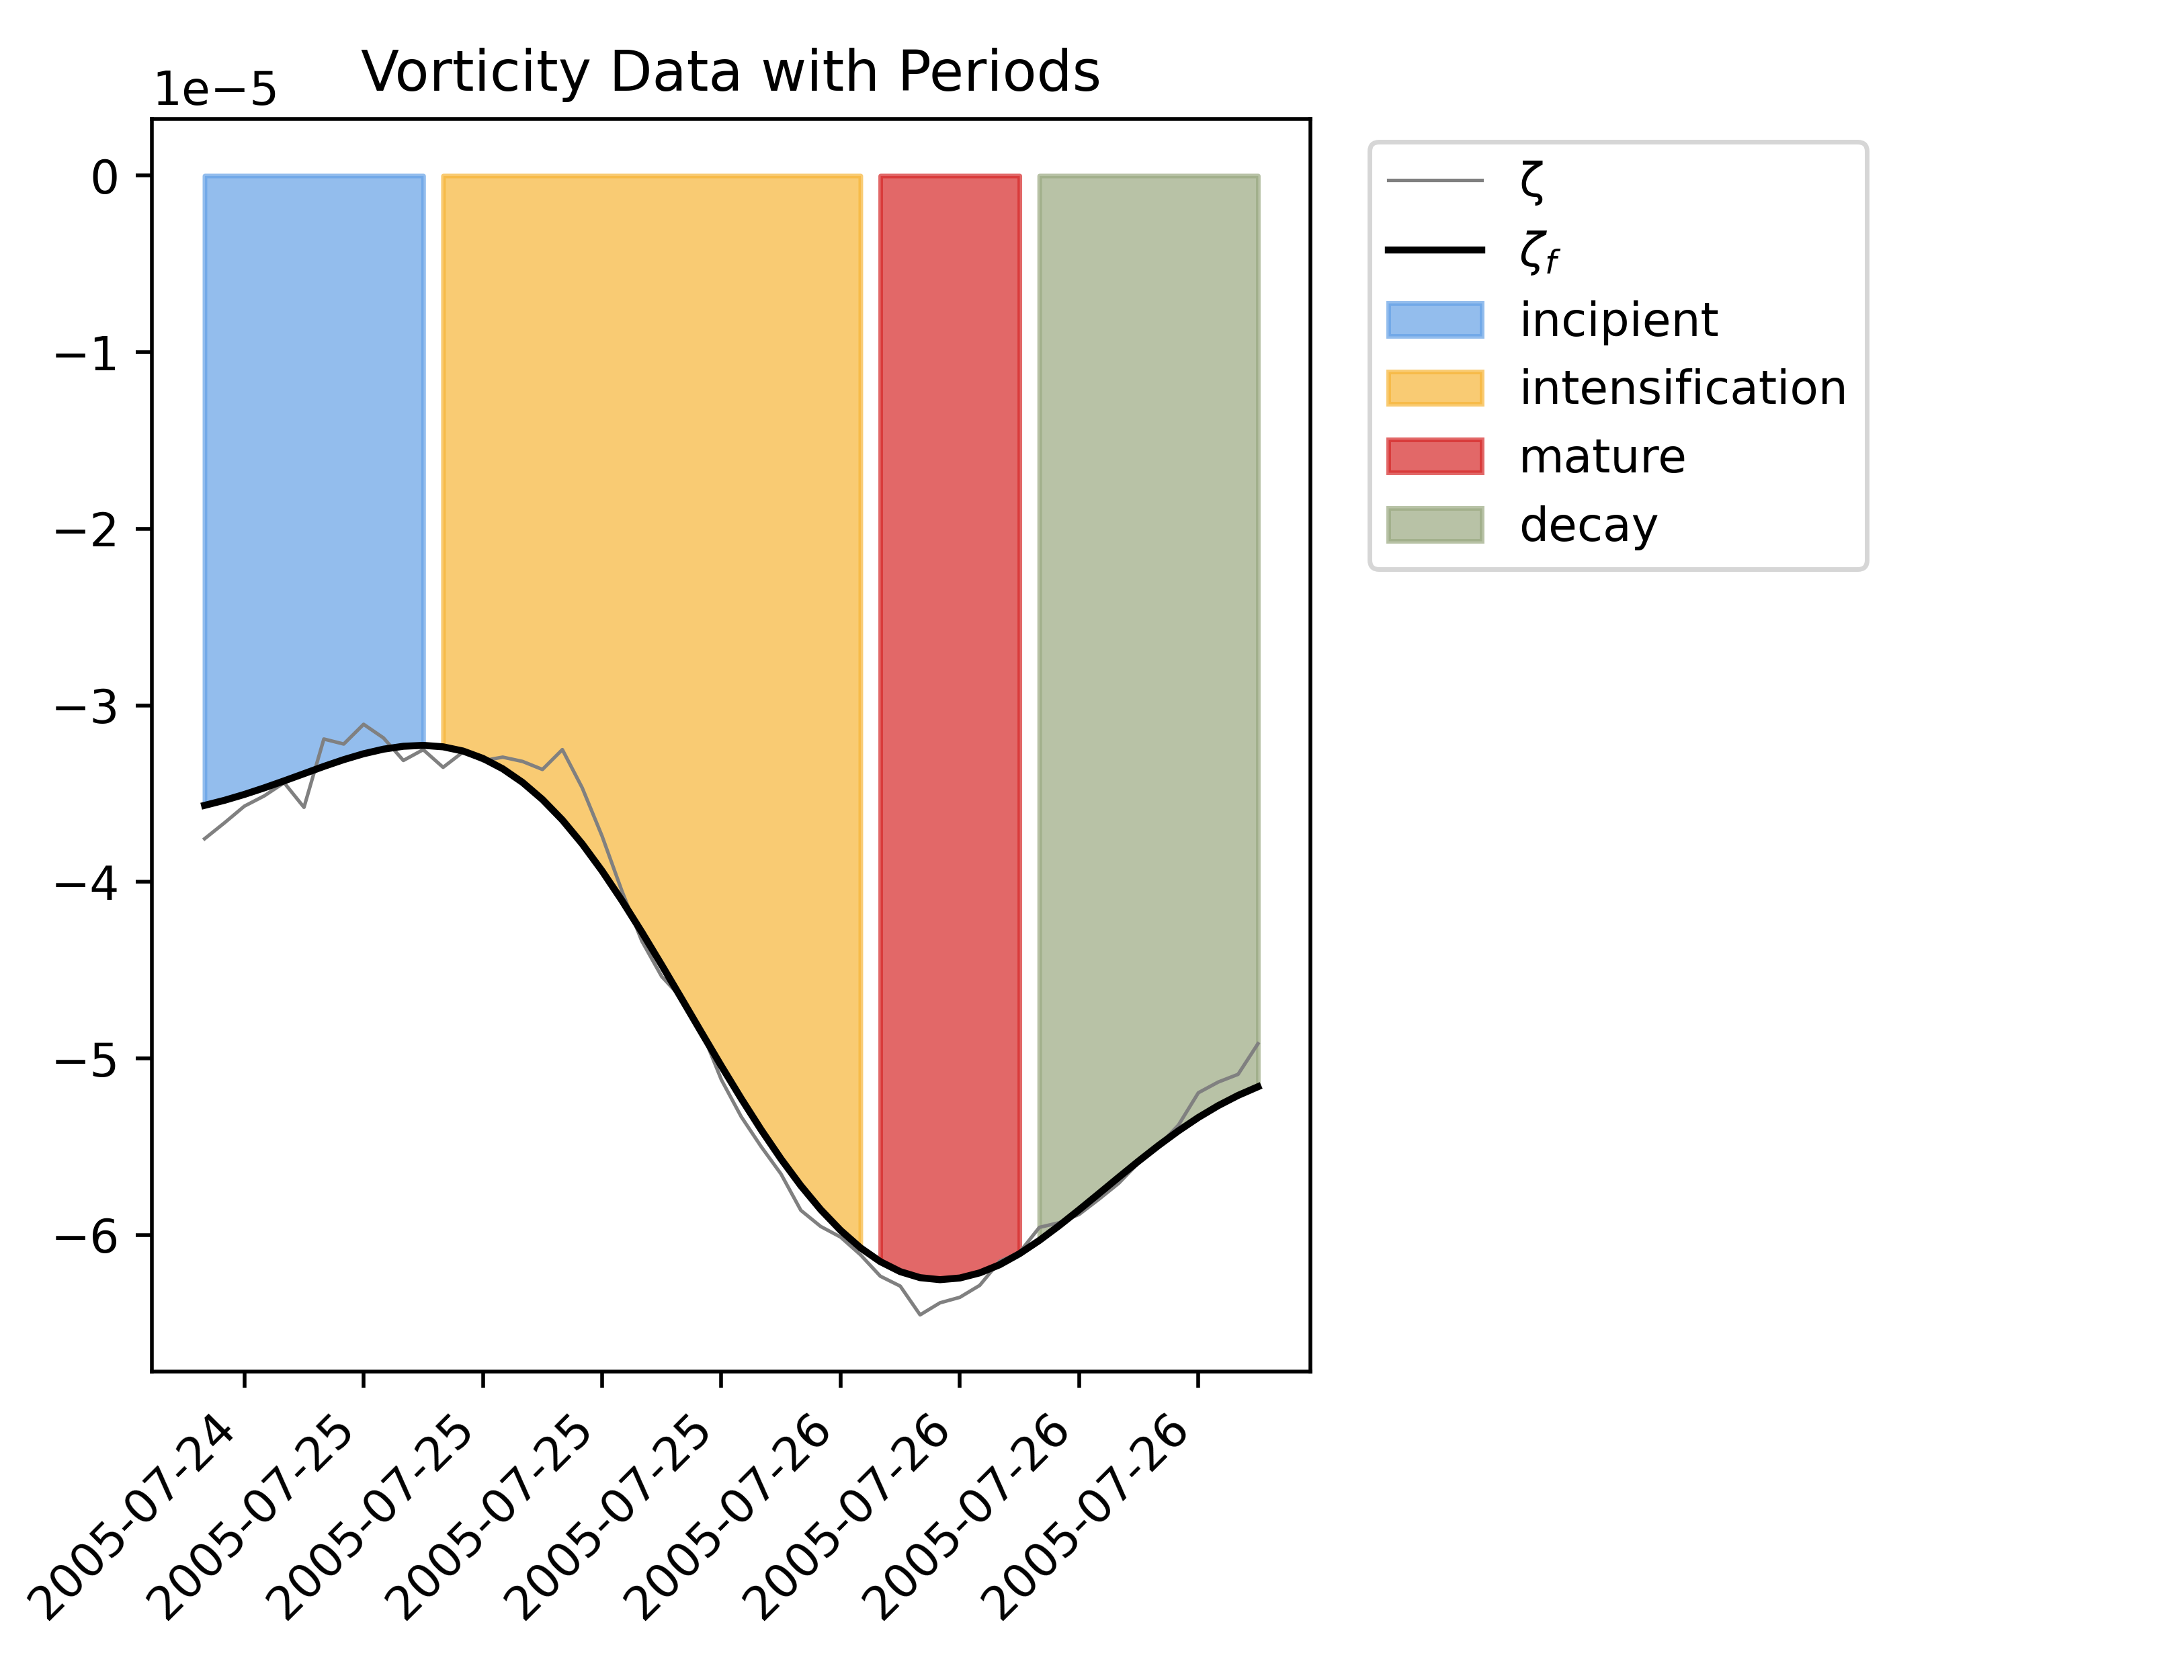 Vorticity Data with Periods
1e−5
0
−1
−2
−3
−4
−5
−6
2005-07-24
2005-07-25
2005-07-25
2005-07-25
2005-07-25
2005-07-26
2005-07-26
2005-07-26
2005-07-26
ζ
ζf
incipient
intensification
mature
decay